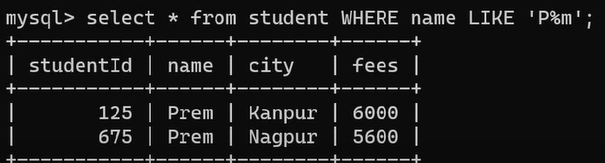 mysql> select * from student WHERE name LIKE 'P%m';
+-----------+------+--------+------+
| studentId | name | city   | fees |
+-----------+------+--------+------+
|       125 | Prem | Kanpur | 6000 |
|       675 | Prem | Nagpur | 5600 |
+-----------+------+--------+------+